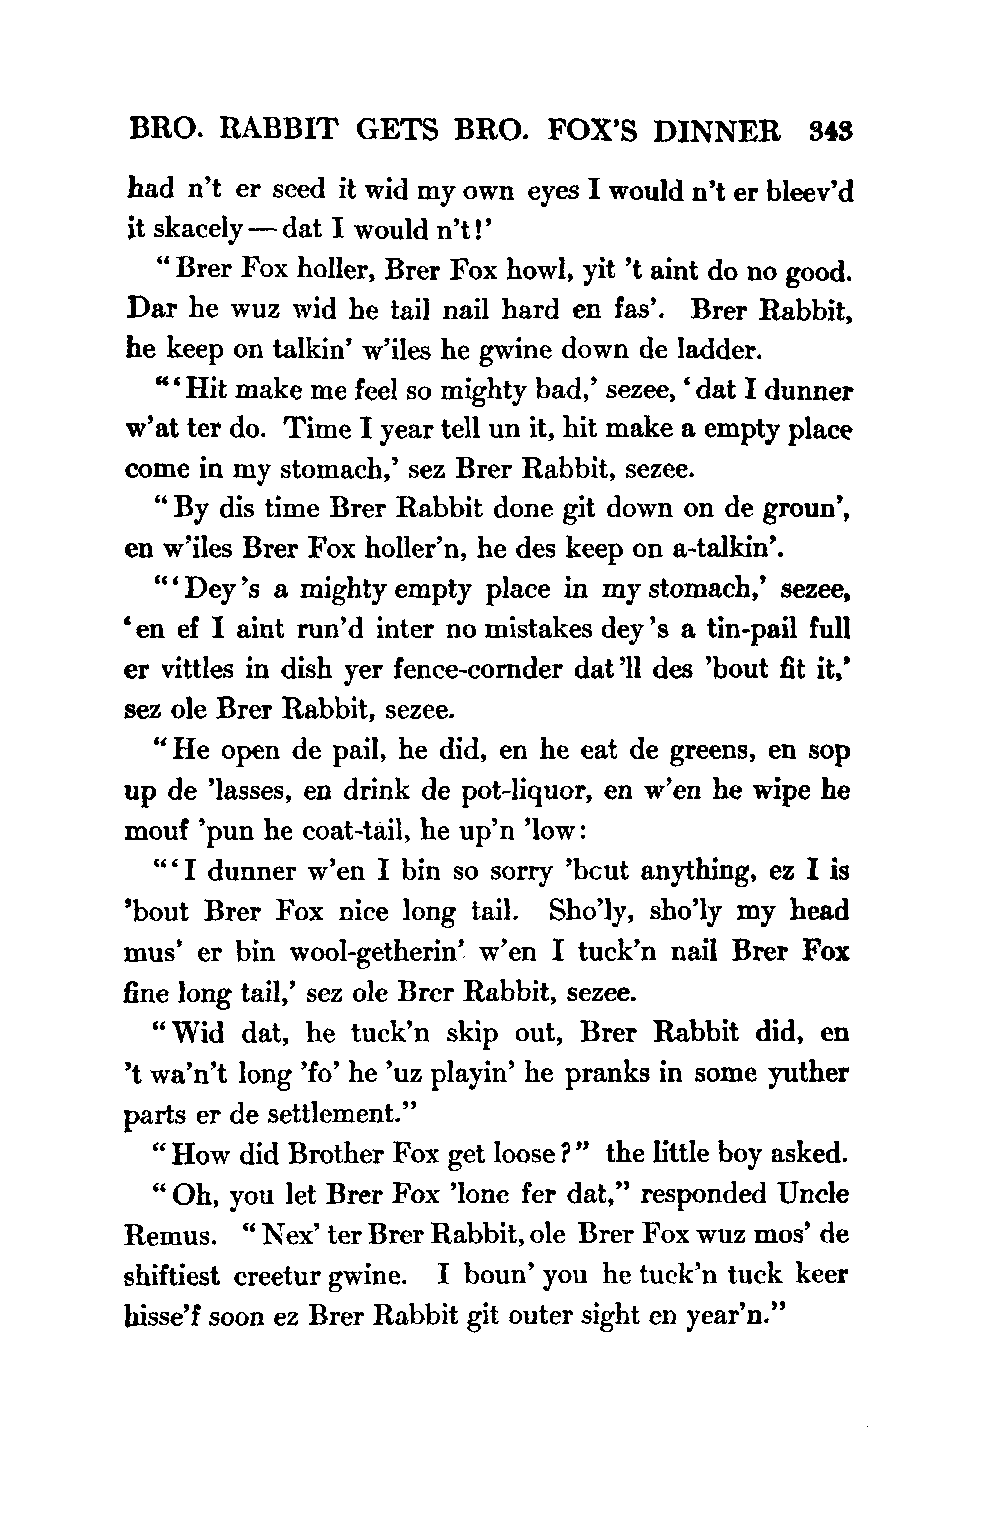 BRO. RABBIT GETS BRO. FOX'S DINNER 343
had n't er seed it wid my own eyes I would n't er bleev'd
it skacely — dat I would n't!'
"Brer Fox holler, Brer Fox howl, yit 't aint do no good.
Dar he wuz wid he tail nail hard en fas'. Brer Rabbit,
he keep on talkin' w'iles he gwine down de ladder.
"'Hit make me feel so mighty bad,' sezee, 'dat I dunner
w'at ter do. Time I year tell un it, hit make a empty place
come in my stomach,' sez Brer Rabbit, sezee.
"By dis time Brer Rabbit done git down on de groun',
en w'iles Brer Fox holler'n, he des keep on a-talkin'.
"'Dey 's a mighty empty place in my stomach,' sezee,
'en ef I aint run'd inter no mistakes dey 's a tin-pail full
er vittles in dish yer fence-cornder dat 'll des 'bout fit it,'
sez ole Brer Rabbit, sezee.
"He open de pail, he did, en he eat de greens, en sop
up de 'lasses, en drink de pot-liquor, en w'en he wipe he
mouf 'pun he coat-tail, he up'n 'low:
"'I dunner w'en I bin so sorry 'bout anything, ez I is
'bout Brer Fox nice long tail. Sho'ly, sho'ly my head
mus' er bin wool-getherin' w'en I tuck'n nail Brer Fox
fine long tail,' sez ole Brer Rabbit, sezee.
"Wid dat, he tuck'n skip out, Brer Rabbit did, en
't wa'n't long 'fo' he 'uz playin' he pranks in some yuther
parts er de settlement."
"How did Brother Fox get loose?" the little boy asked.
"Oh, you let Brer Fox 'lone fer dat," responded Uncle
Remus. "Nex' ter Brer Rabbit, ole Brer Fox wuz mos' de
shiftiest creetur gwine. I boun' you he tuck'n tuck keer
hisse'f soon ez Brer Rabbit git outer sight en year'n."